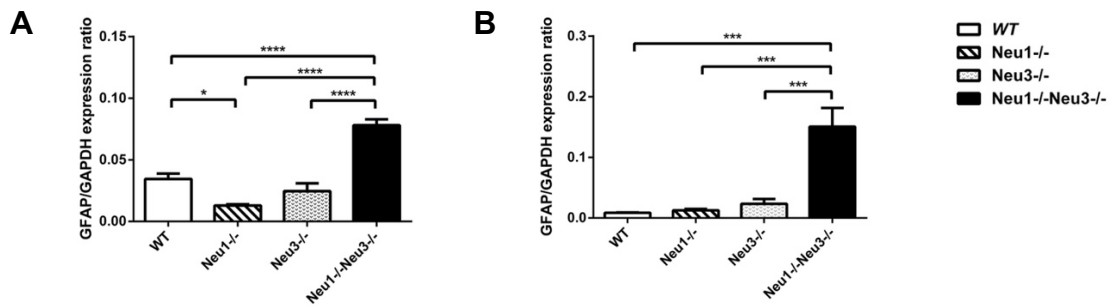 A
GFAP/GAPDH expression ratio
0.15
0.10
0.05
0.00
****
****
* ****
WT Neu1-/- Neu3-/- Neu1-/-Neu3-/-
B
GFAP/GAPDH expression ratio
0.3
0.2
0.1
0.0
***
***
***
WT Neu1-/- Neu3-/- Neu1-/-Neu3-/-
WT
Neu1-/-
Neu3-/-
Neu1-/-Neu3-/-